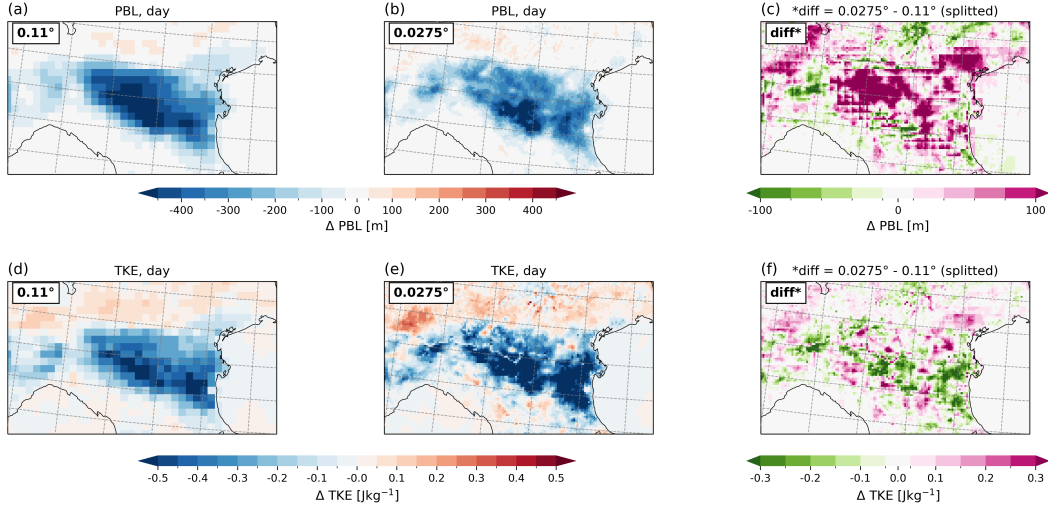 (a) PBL, day
0.11°
(b) PBL, day
0.0275°
(c) *diff = 0.0275° - 0.11° (splitted)
diff*
-400 -300 -200 -100 0 100 200 300 400
Δ PBL [m]
-100 0 100
Δ PBL [m]
(d) TKE, day
0.11°
(e) TKE, day
0.0275°
(f) *diff = 0.0275° - 0.11° (splitted)
diff*
-0.5 -0.4 -0.3 -0.2 -0.1 -0.0 0.1 0.2 0.3 0.4 0.5
Δ TKE [Jkg⁻¹]
-0.3 -0.2 -0.1 0.0 0.1 0.2 0.3
Δ TKE [Jkg⁻¹]